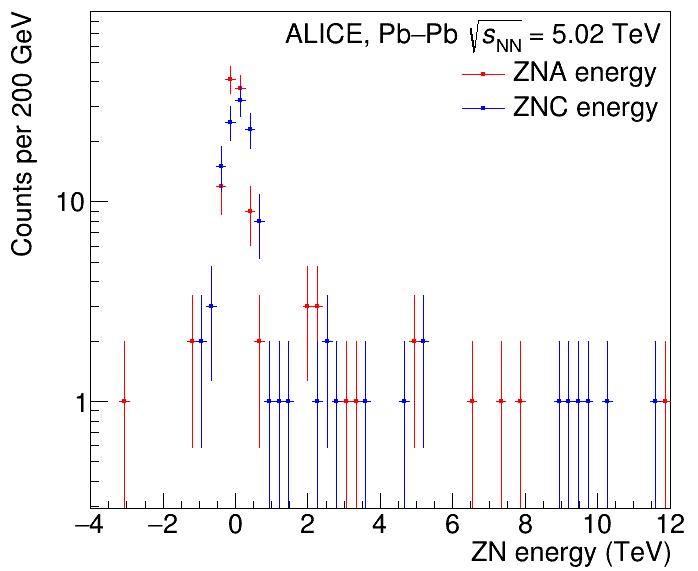 ALICE, Pb–Pb √sNN = 5.02 TeV
ZNA energy
ZNC energy
Counts per 200 GeV
10
1
−4 −2 0 2 4 6 8 10 12
ZN energy (TeV)